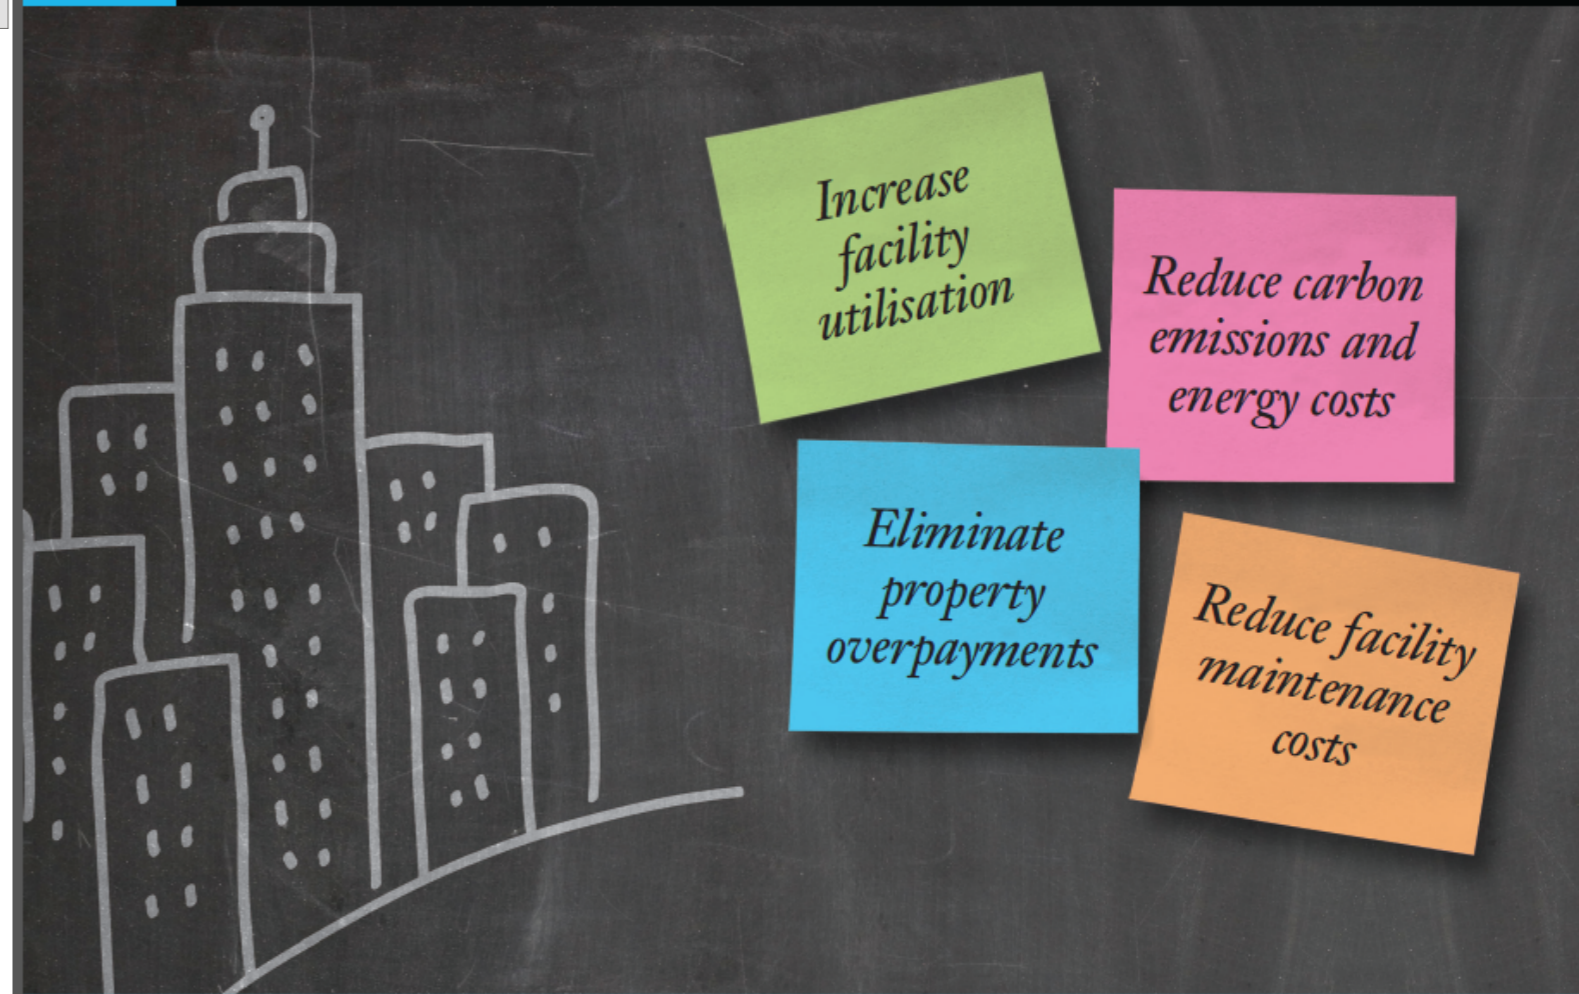 Increase
facility
utilisation
Reduce carbon
emissions and
energy costs
Eliminate
property
overpayments
Reduce facility
maintenance
costs